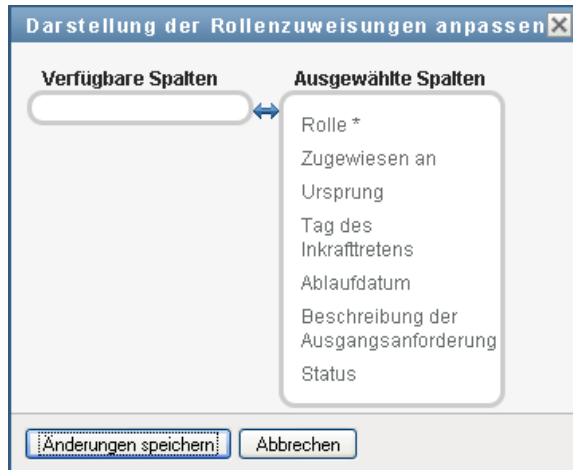 Darstellung der Rollenzuweisungen anpassen
Verfügbare Spalten
Ausgewählte Spalten
Rolle *
Zugewiesen an
Ursprung
Tag des
Inkrafttretens
Ablaufdatum
Beschreibung der
Ausgangsanforderung
Status
Änderungen speichern
Abbrechen